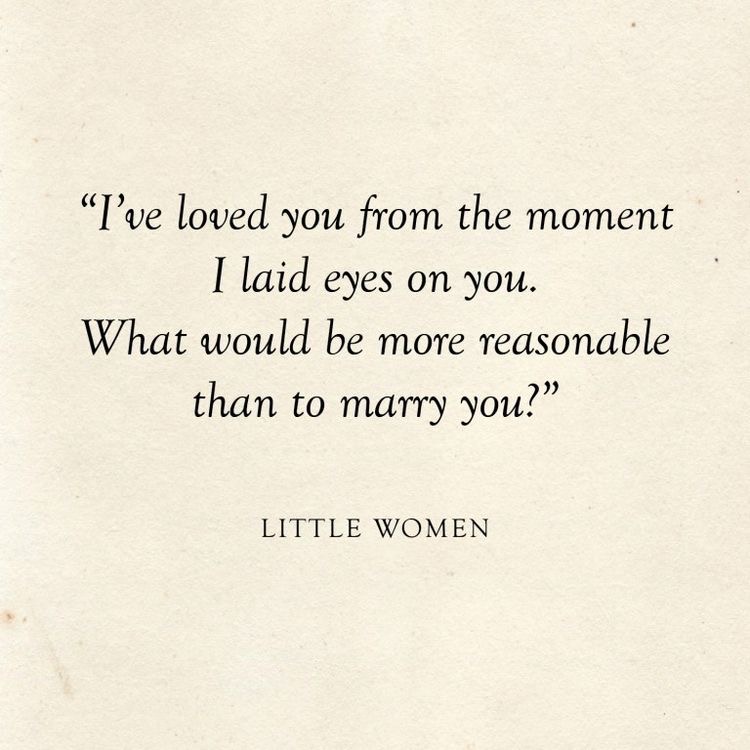 “I’ve loved you from the moment
I laid eyes on you.
What would be more reasonable
than to marry you?”
LITTLE WOMEN